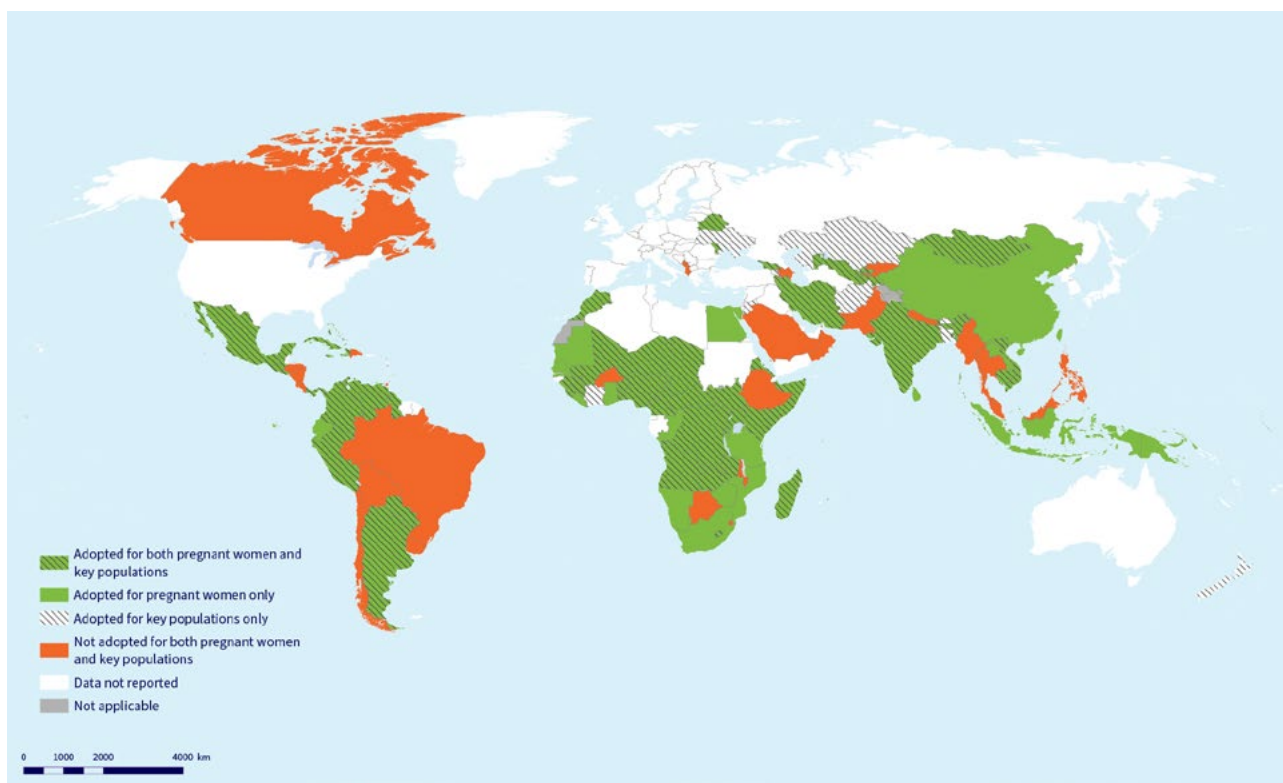 Adopted for both pregnant women and
key populations
Adopted for pregnant women only
Adopted for key populations only
Not adopted for both pregnant women
and key populations
Data not reported
Not applicable
0 1000 2000 4000 km